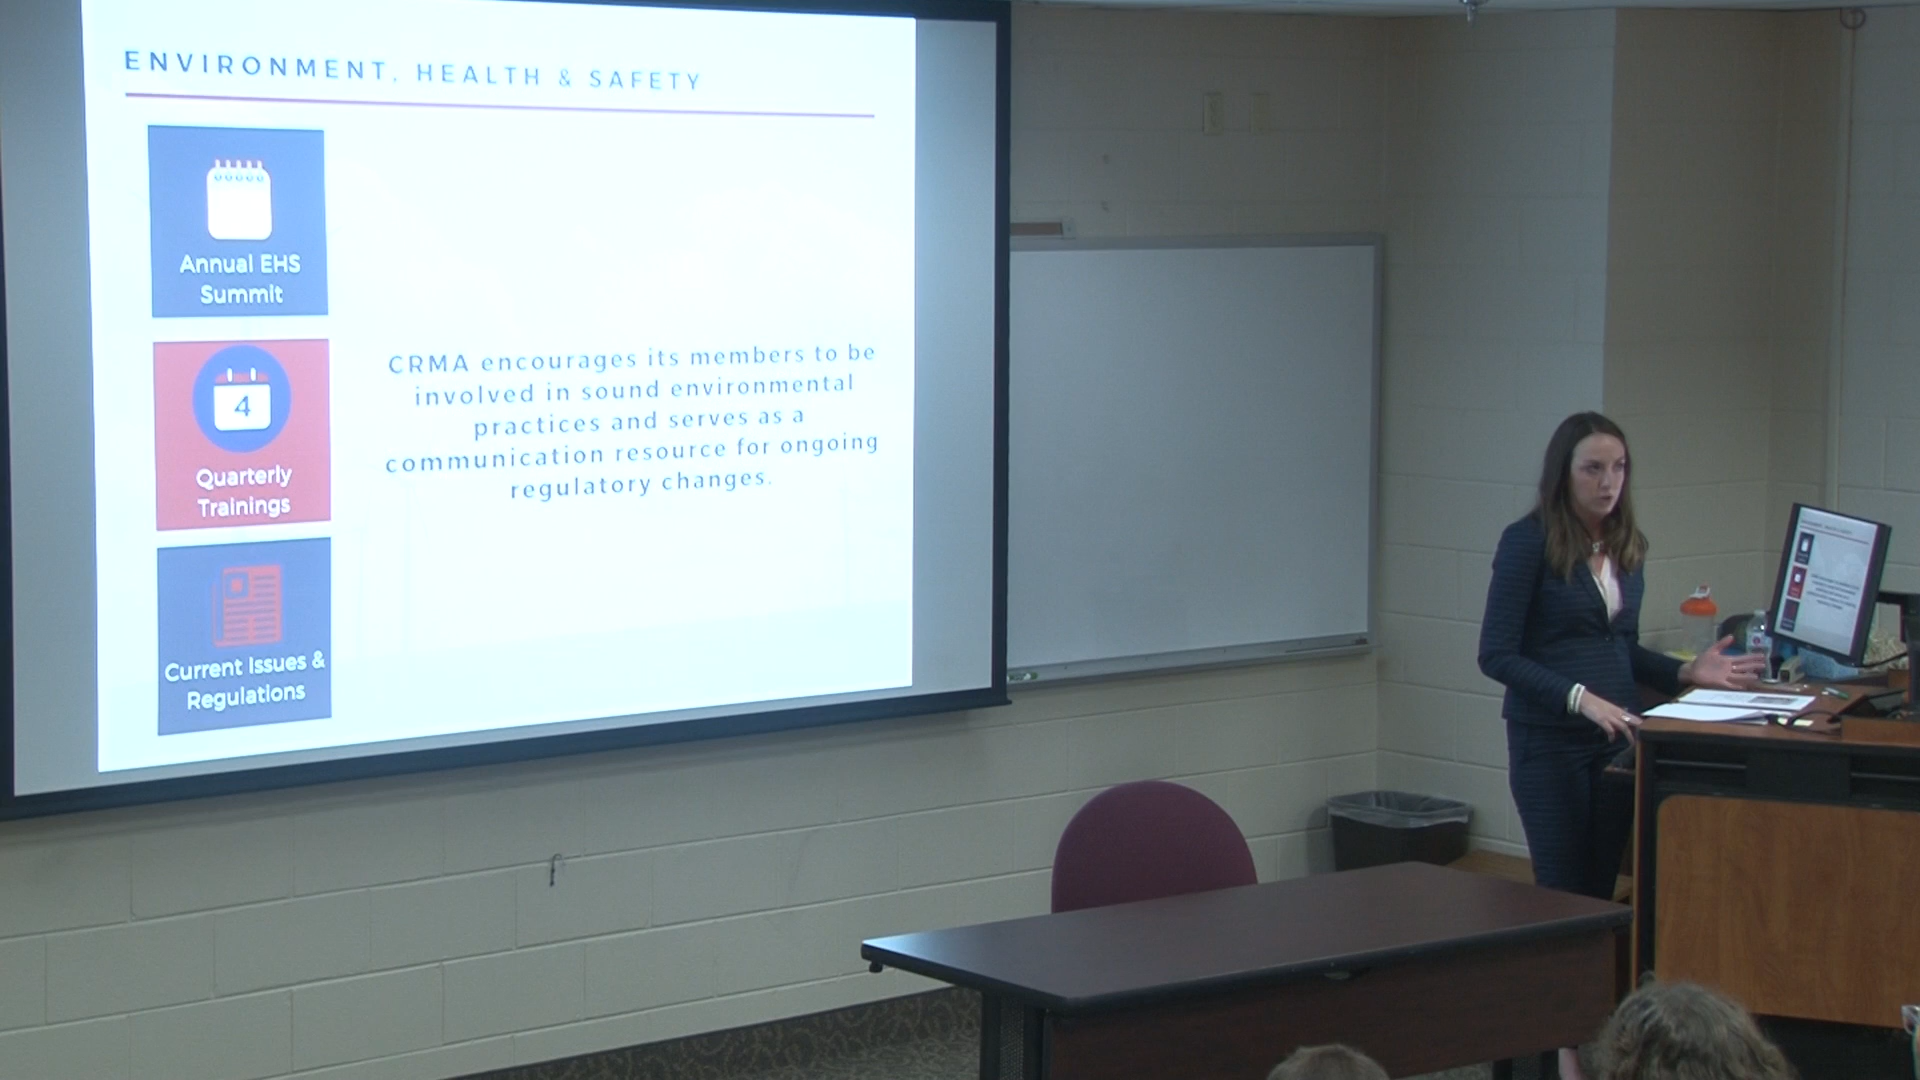 ENVIRONMENT, HEALTH & SAFETY
Annual EHS
Summit
4
Quarterly
Trainings
Current Issues &
Regulations
CRMA encourages its members to be
involved in sound environmental
practices and serves as a
communication resource for ongoing
regulatory changes.